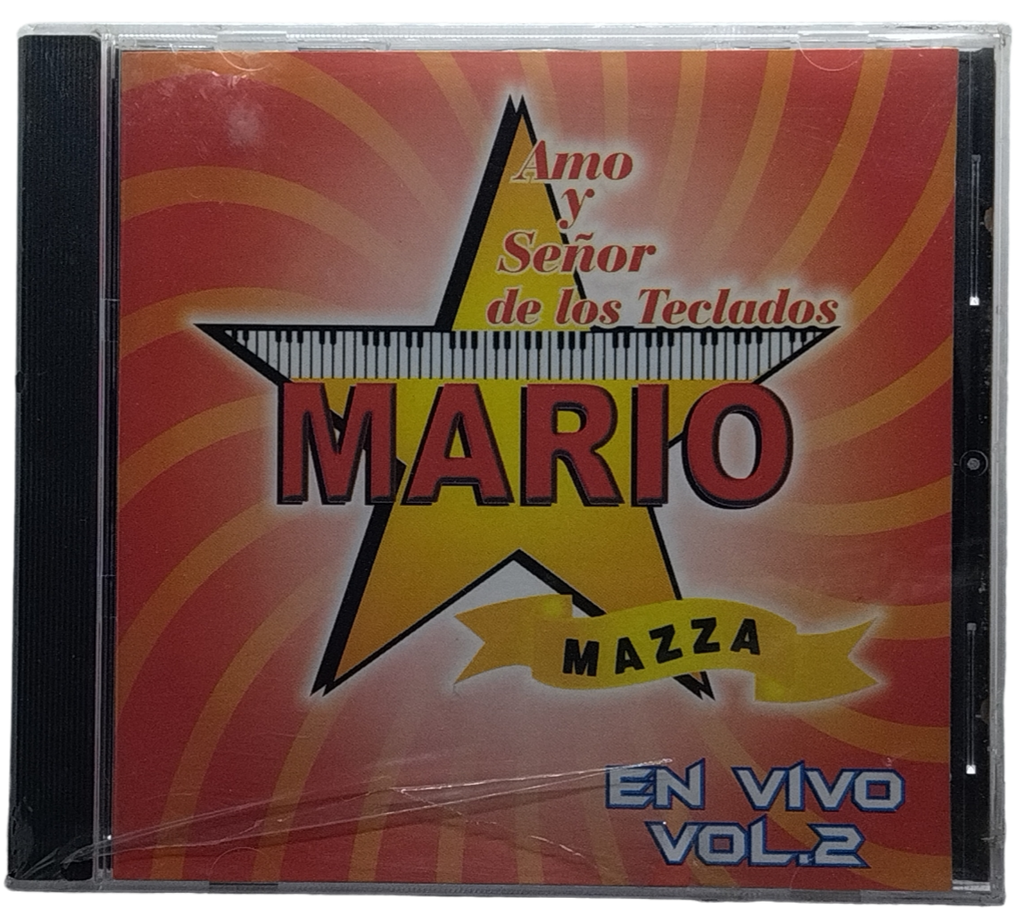 Amo
y
Señor
de los Teclados
MARIO
MAZZA
EN VIVO
VOL.2